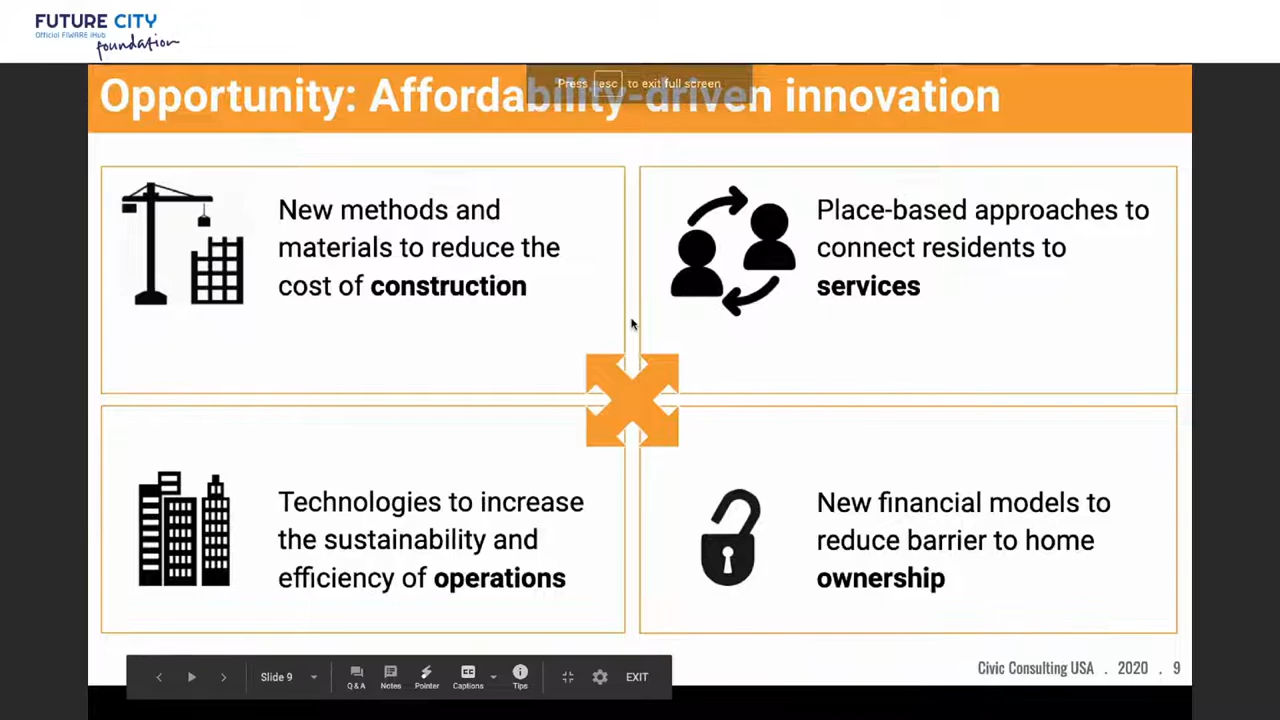 FUTURE CITY
Official FIWARE iHub
foundation
Press esc to exit full screen
Opportunity: Affordability-driven innovation
New methods and
materials to reduce the
cost of construction
Place-based approaches to
connect residents to
services
Technologies to increase
the sustainability and
efficiency of operations
New financial models to
reduce barrier to home
ownership
Civic Consulting USA . 2020 . 9
Slide 9
Q&A
Notes
Pointer
CC
Captions
Tips
EXIT